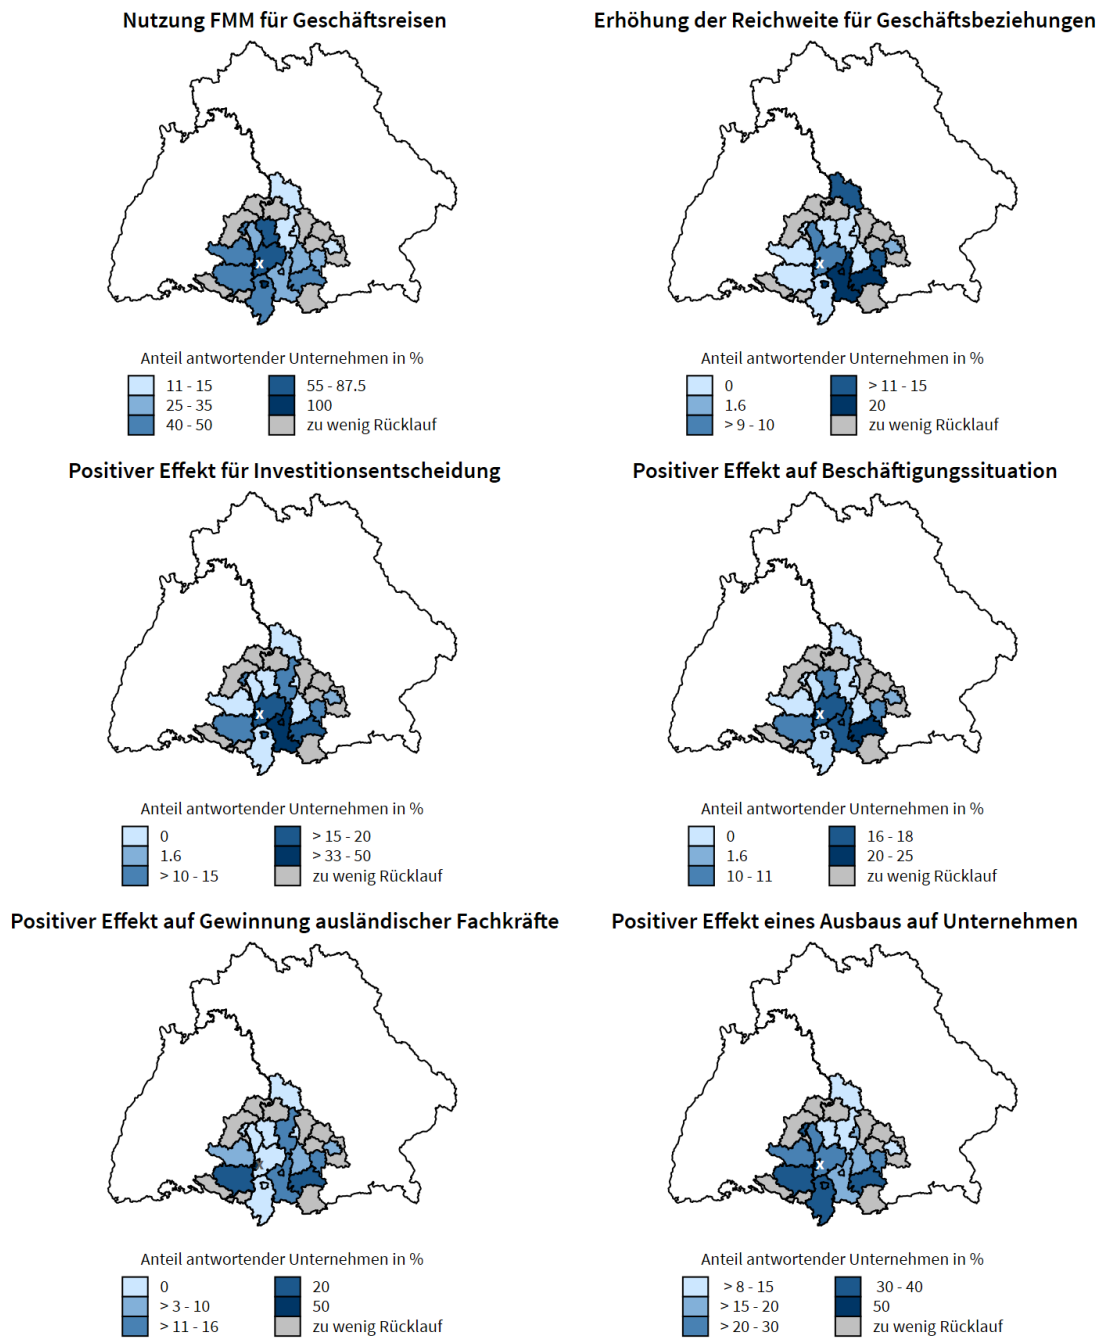 Nutzung FMM für Geschäftsreisen
x
Anteil antwortender Unternehmen in %
11 - 15
25 - 35
40 - 50
55 - 87.5
100
zu wenig Rücklauf
Erhöhung der Reichweite für Geschäftsbeziehungen
x
Anteil antwortender Unternehmen in %
0
1.6
> 9 - 10
> 11 - 15
20
zu wenig Rücklauf
Positiver Effekt für Investitionsentscheidung
x
Anteil antwortender Unternehmen in %
0
1.6
> 10 - 15
> 15 - 20
> 33 - 50
zu wenig Rücklauf
Positiver Effekt auf Beschäftigungssituation
x
Anteil antwortender Unternehmen in %
0
1.6
10 - 11
16 - 18
20 - 25
zu wenig Rücklauf
Positiver Effekt auf Gewinnung ausländischer Fachkräfte
x
Anteil antwortender Unternehmen in %
0
> 3 - 10
> 11 - 16
20
50
zu wenig Rücklauf
Positiver Effekt eines Ausbaus auf Unternehmen
x
Anteil antwortender Unternehmen in %
> 8 - 15
> 15 - 20
> 20 - 30
30 - 40
50
zu wenig Rücklauf